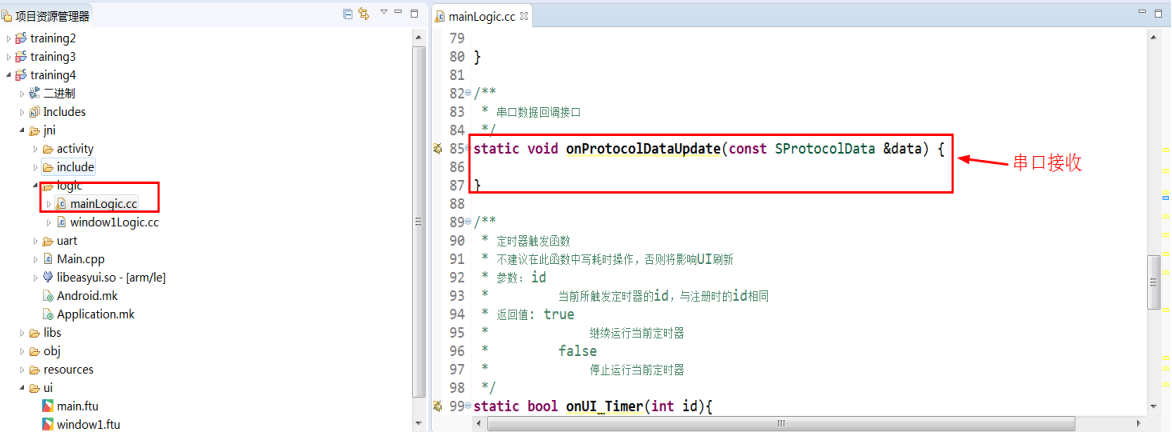 项目资源管理器
training2
training3
training4
二进制
Includes
jni
activity
include
logic
mainLogic.cc
window1Logic.cc
uart
Main.cpp
libeasyui.so - [arm/le]
Android.mk
Application.mk
libs
obj
resources
ui
main.ftu
window1.ftu
mainLogic.cc
79
80 }
81
82 /**
83 * 串口数据回调接口
84 */
85 static void onProtocolDataUpdate(const SProtocolData &data) {
86
87 }
88
89 /**
90 * 定时器触发函数
91 * 不建议在此函数中写耗时操作，否则将影响UI刷新
92 * 参数: id
93 * 当前所触发定时器的id，与注册时的id相同
94 * 返回值: true
95 * 继续运行当前定时器
96 * false
97 * 停止运行当前定时器
98 */
99 static bool onUI_Timer(int id){
串口接收